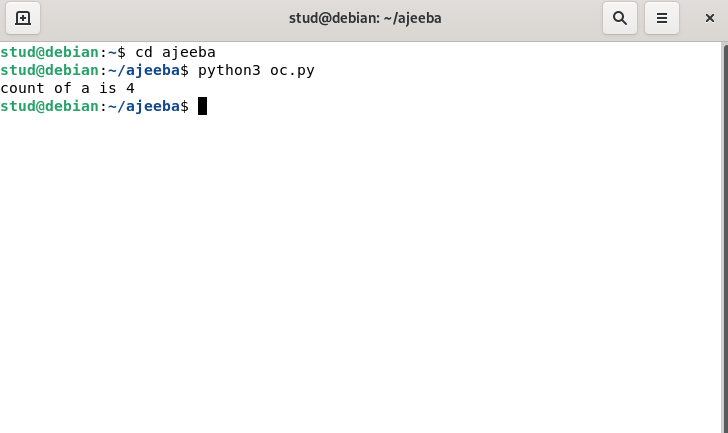 stud@debian: ~/ajeeba
stud@debian:~$ cd ajeeba
stud@debian:~/ajeeba$ python3 oc.py
count of a is 4
stud@debian:~/ajeeba$